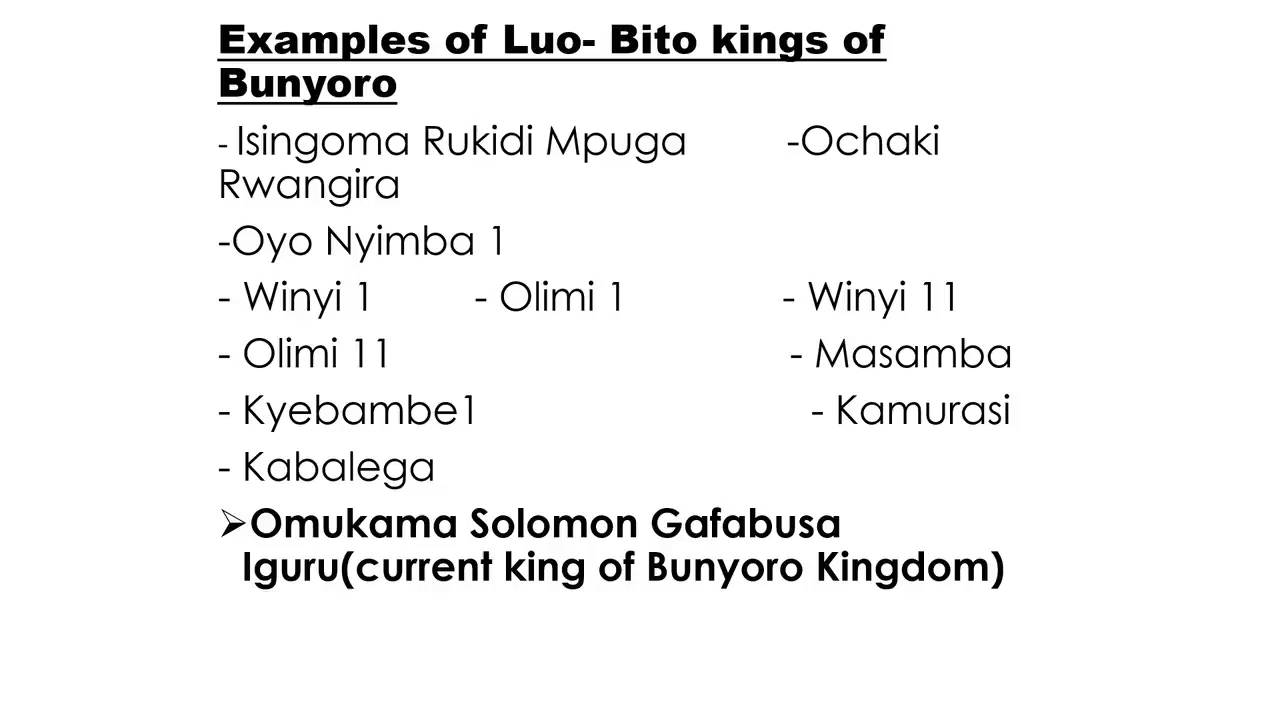 Examples of Luo- Bito kings of
Bunyoro
- Isingoma Rukidi Mpuga -Ochaki
Rwangira
-Oyo Nyimba 1
- Winyi 1 - Olimi 1 - Winyi 11
- Olimi 11 - Masamba
- Kyebambe1 - Kamurasi
- Kabalega
➢Omukama Solomon Gafabusa
Iguru(current king of Bunyoro Kingdom)